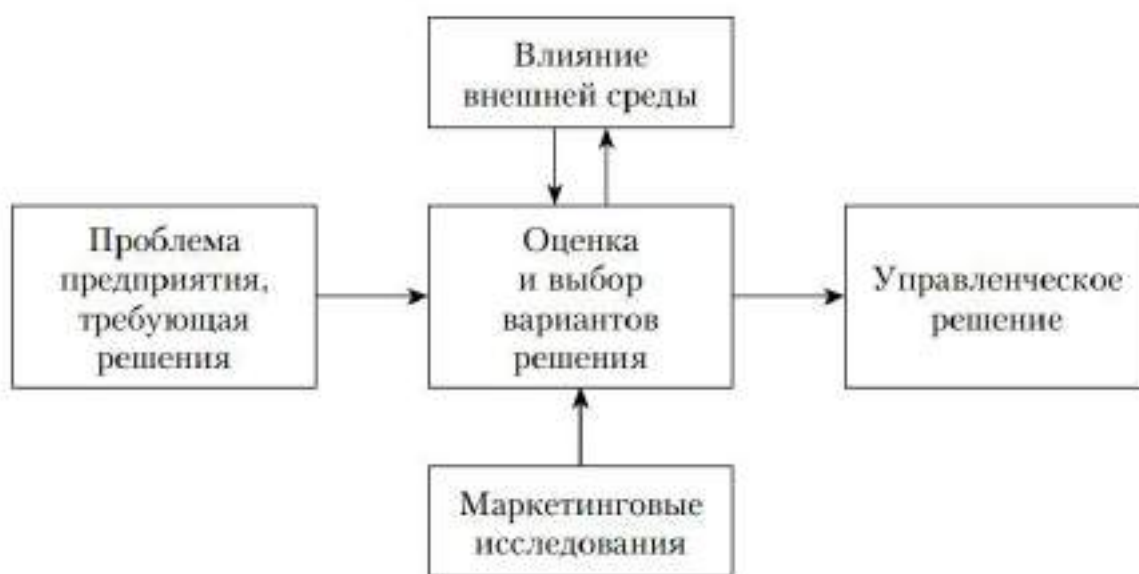 Влияние
внешней среды
Проблема
предприятия,
требующая
решения
Оценка
и выбор
вариантов
решения
Управленческое
решение
Маркетинговые
исследования